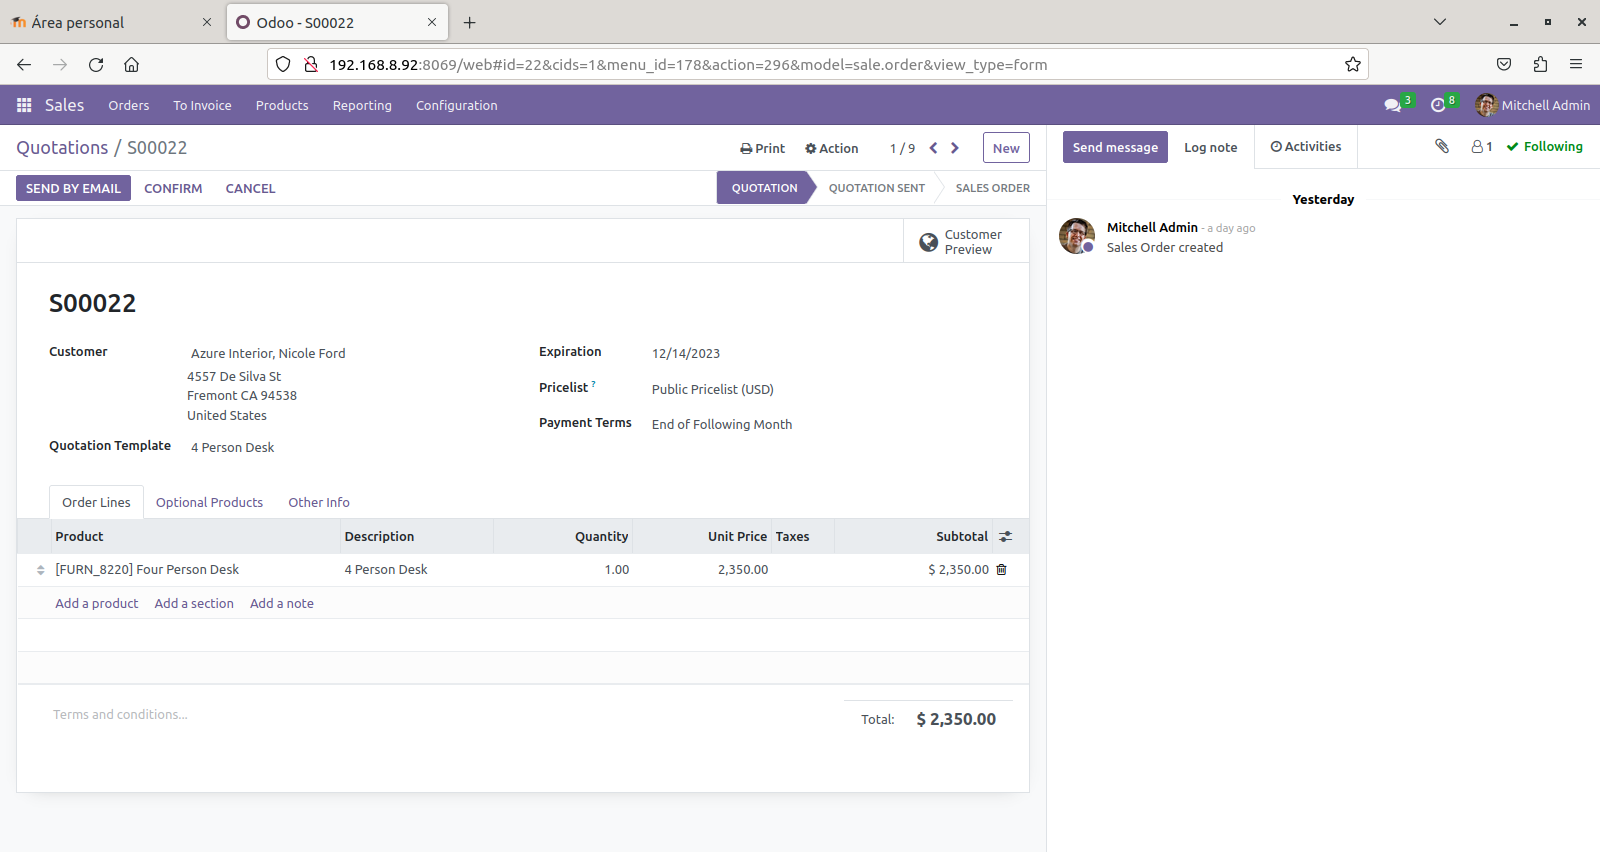 Área personal
Odoo - S00022
192.168.8.92:8069/web#id=22&cids=1&menu_id=178&action=296&model=sale.order&view_type=form
Sales Orders To Invoice Products Reporting Configuration
3 8 Mitchell Admin
Quotations / S00022
Print Action 1 / 9 New
Send message Log note Activities 1 Following
SEND BY EMAIL CONFIRM CANCEL
QUOTATION QUOTATION SENT SALES ORDER
Yesterday
Mitchell Admin - a day ago
Sales Order created
Customer
Preview
S00022
Customer Azure Interior, Nicole Ford
4557 De Silva St
Fremont CA 94538
United States
Quotation Template 4 Person Desk
Expiration 12/14/2023
Pricelist ? Public Pricelist (USD)
Payment Terms End of Following Month
Order Lines Optional Products Other Info
Product Description Quantity Unit Price Taxes Subtotal
[FURN_8220] Four Person Desk 4 Person Desk 1.00 2,350.00 $ 2,350.00
Add a product Add a section Add a note
Terms and conditions...
Total: $ 2,350.00